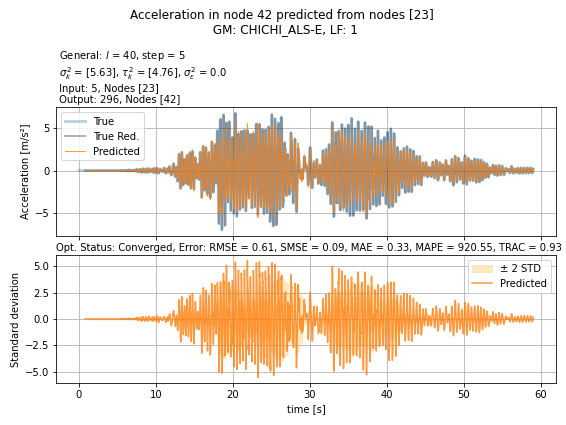 Acceleration in node 42 predicted from nodes [23]
GM: CHICHI_ALS-E, LF: 1
General: l = 40, step = 5
σ²ₖ = [5.63], τ²ₖ = [4.76], σ²ε = 0.0
Input: 5, Nodes [23]
Output: 296, Nodes [42]
True
True Red.
Predicted
Acceleration [m/s²]
5
0
−5
Opt. Status: Converged, Error: RMSE = 0.61, SMSE = 0.09, MAE = 0.33, MAPE = 920.55, TRAC = 0.93
± 2 STD
Predicted
Standard deviation
5.0
2.5
0.0
−2.5
−5.0
0 10 20 30 40 50 60
time [s]